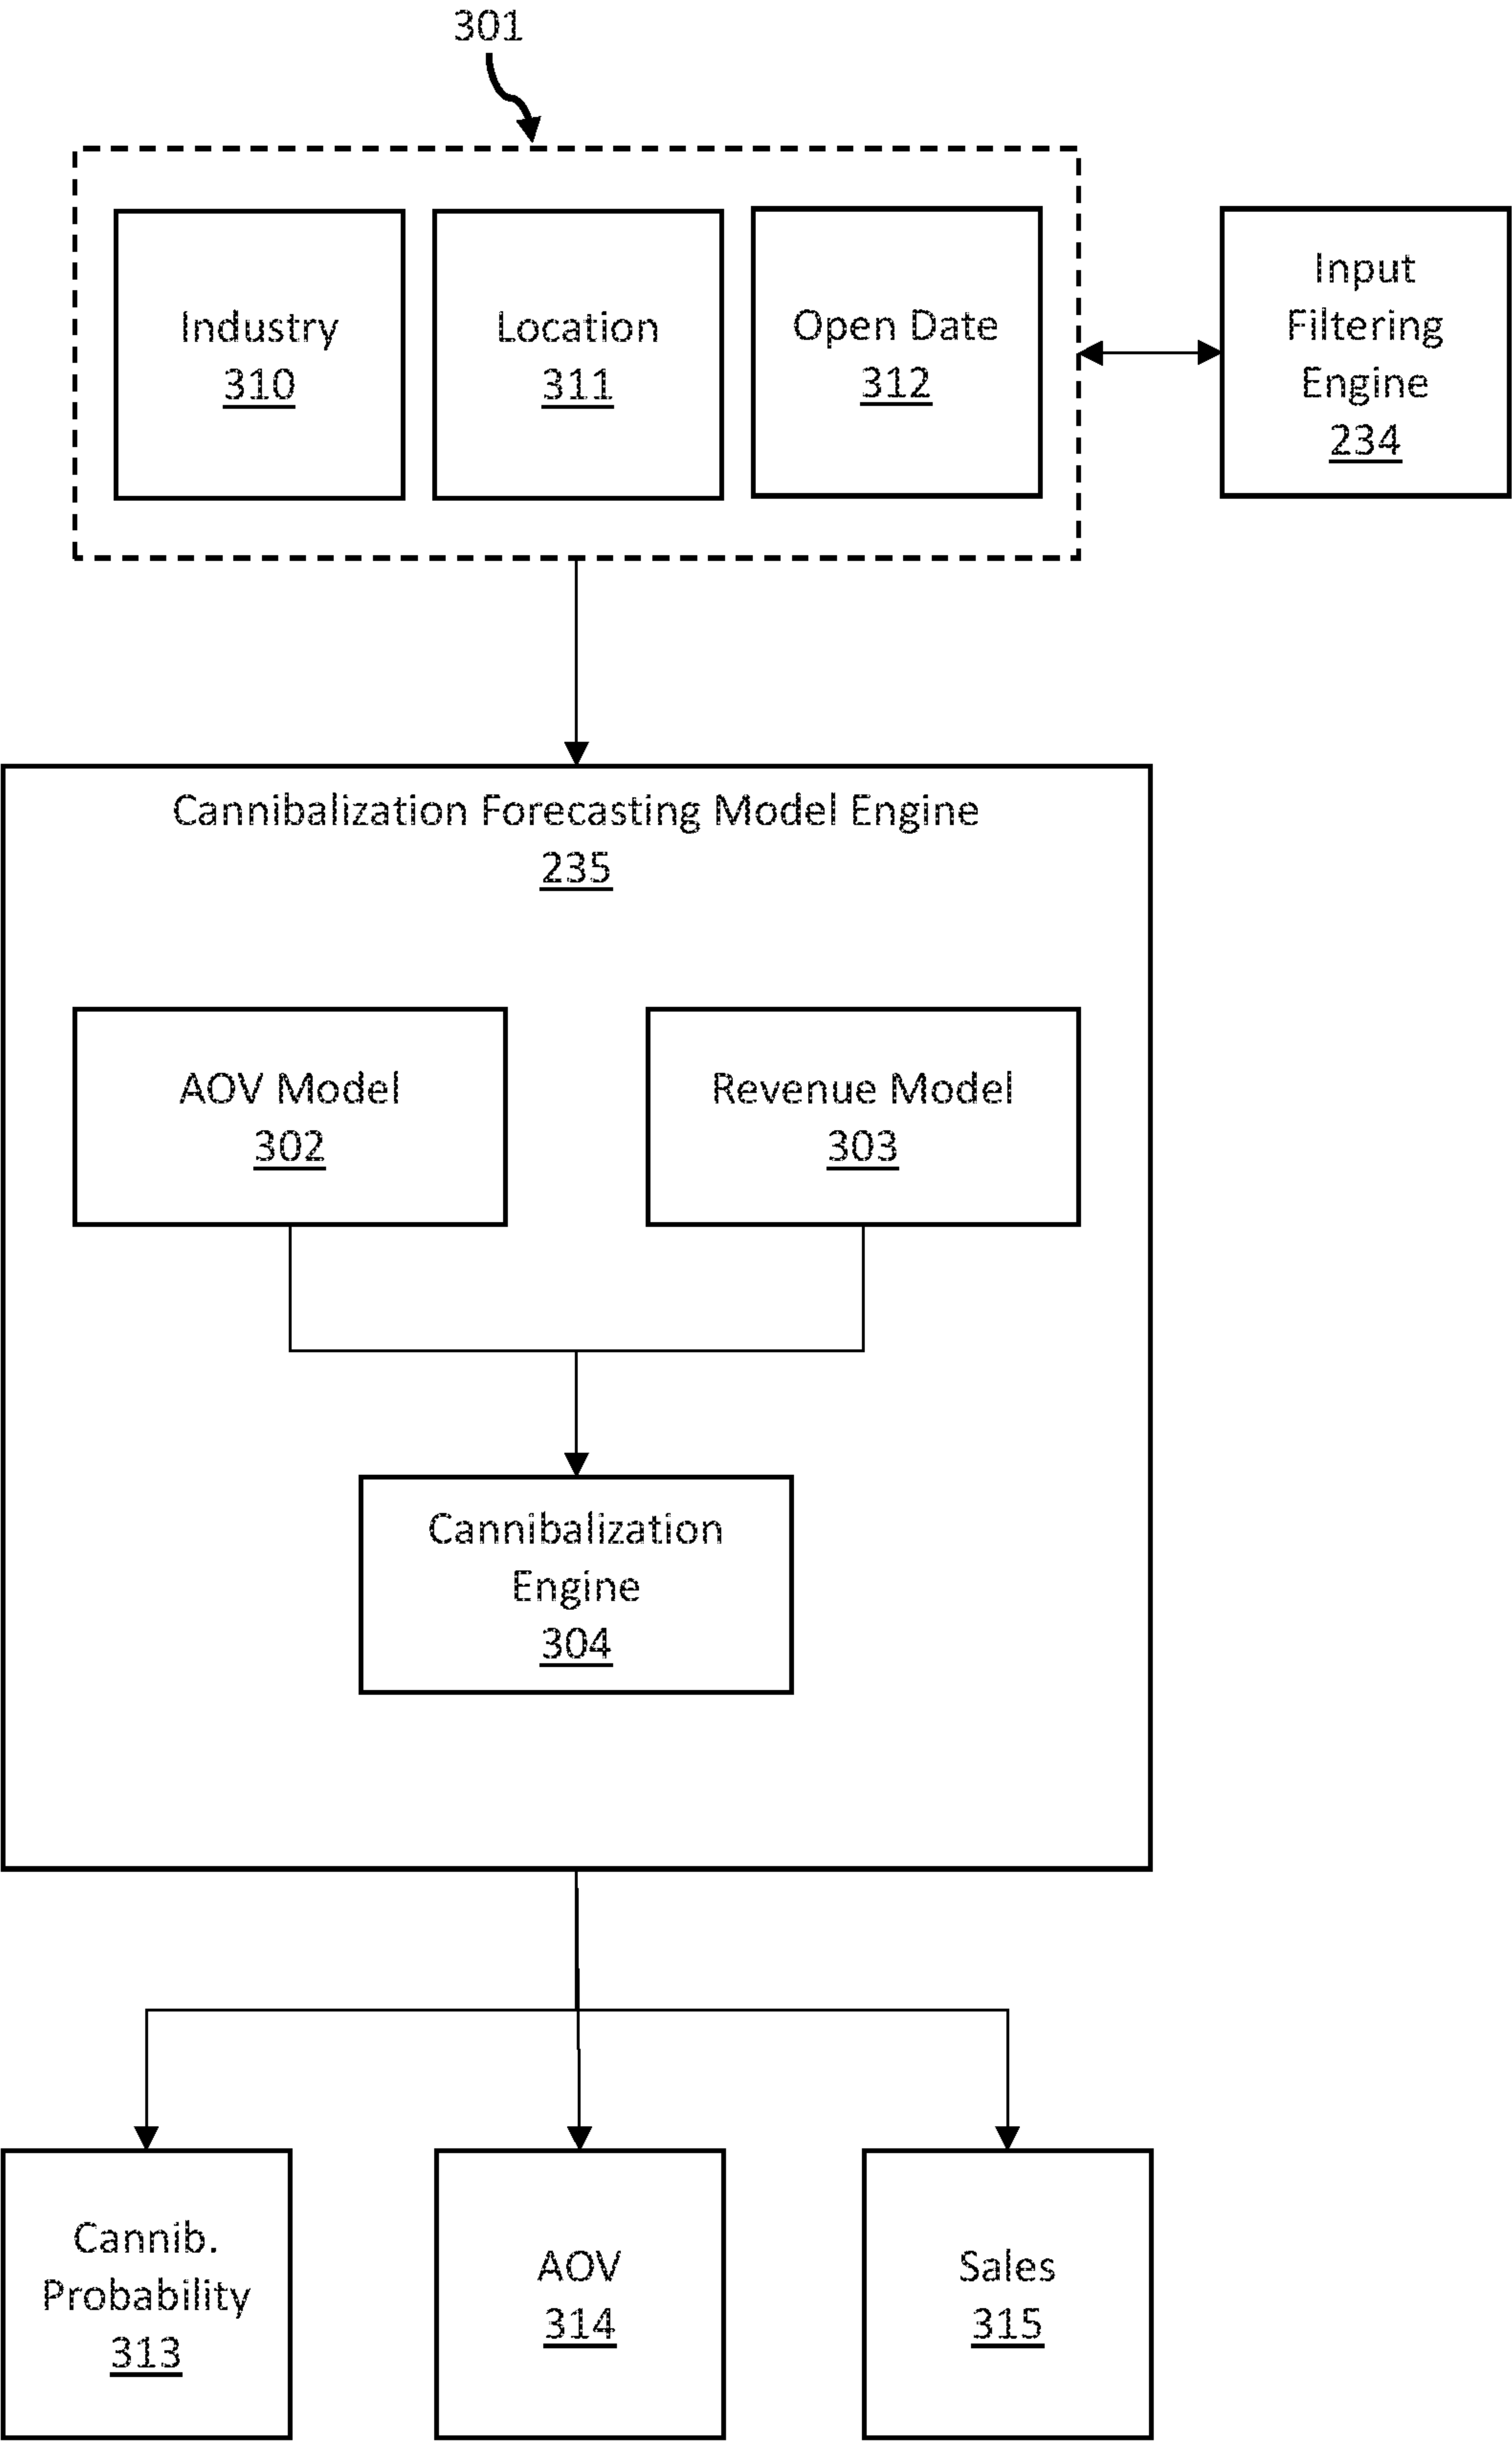 301
Industry
310
Location
311
Open Date
312
Input
Filtering
Engine
234
Cannibalization Forecasting Model Engine
235
AOV Model
302
Revenue Model
303
Cannibalization
Engine
304
Cannib.
Probability
313
AOV
314
Sales
315